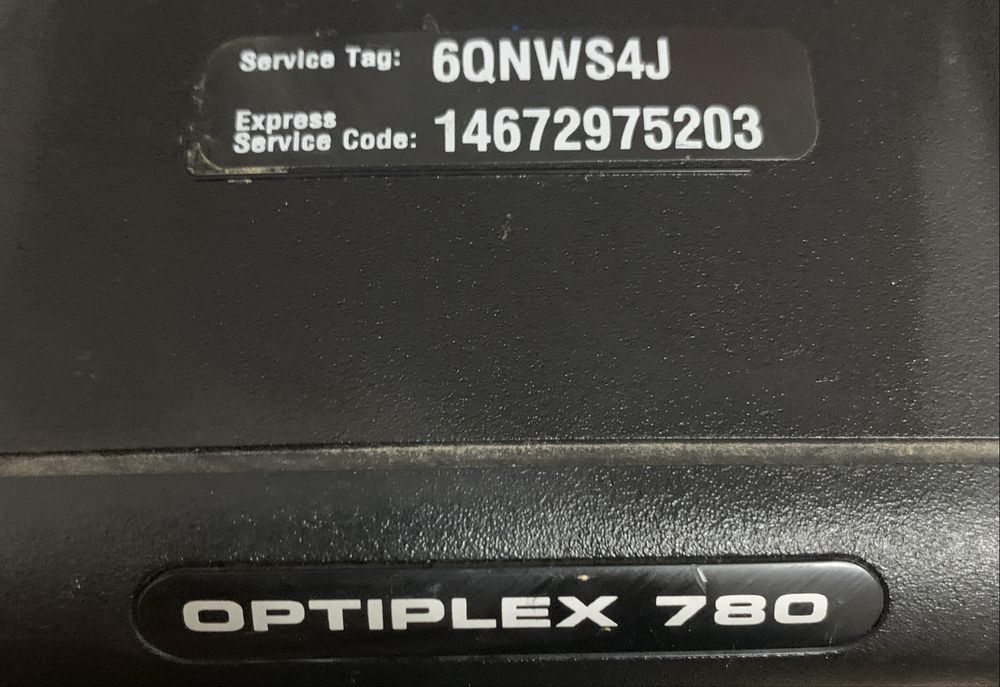 Service Tag: 6QNWS4J
Express
Service Code: 14672975203
OPTIPLEX 780